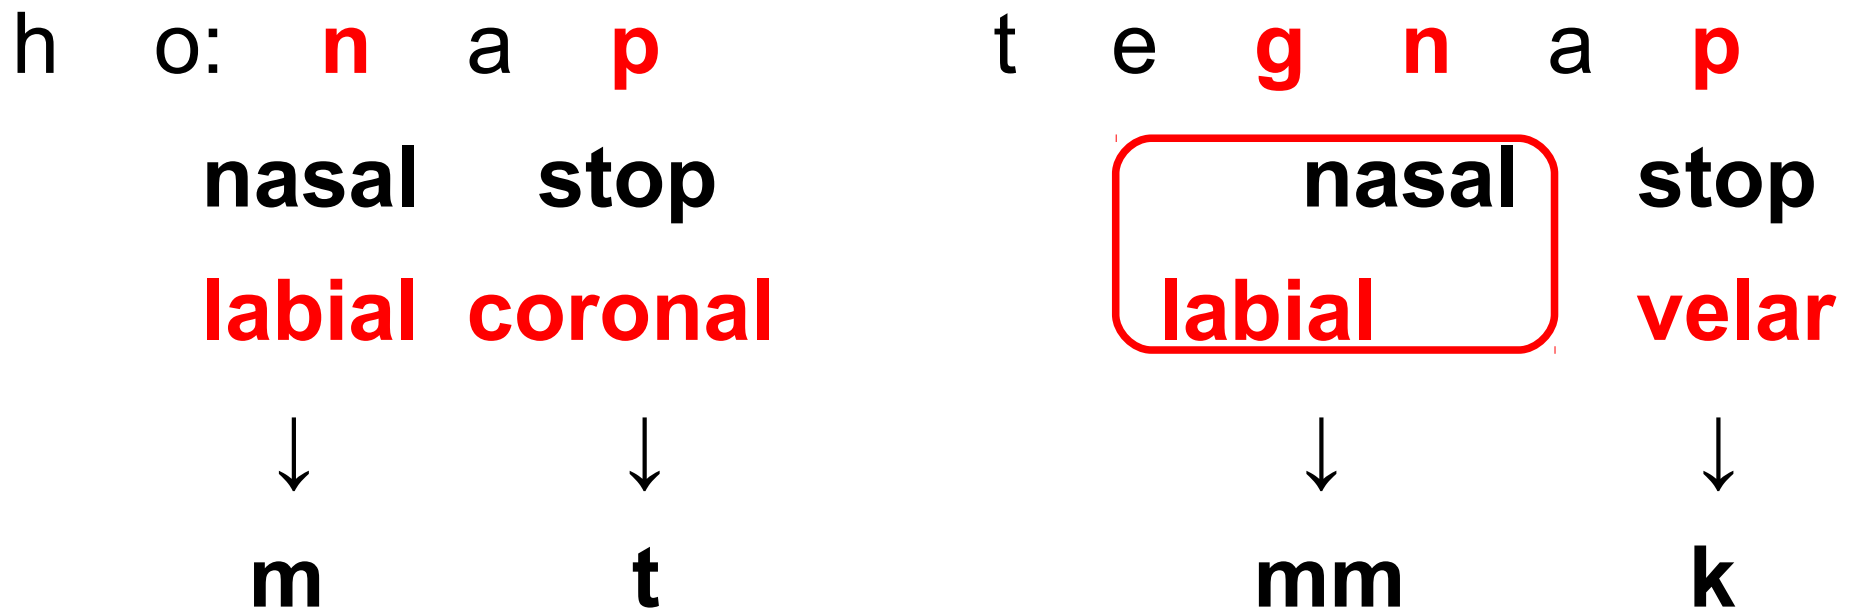 h o: n a p t e g n a p
nasal stop nasal stop
labial coronal labial velar
↓ ↓ ↓ ↓
m t mm k